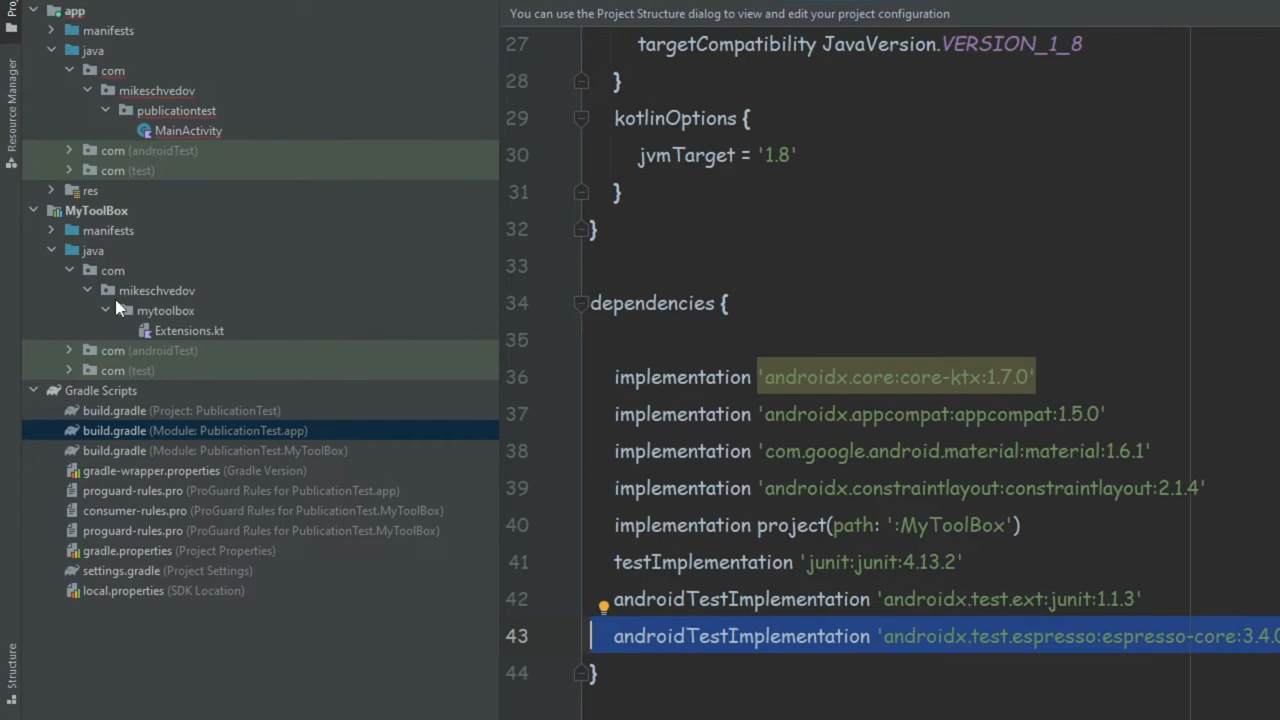 Resource Manager
Structure
app
manifests
java
com
mikeschvedov
publicationtest
MainActivity
com (androidTest)
com (test)
res
MyToolBox
manifests
java
com
mikeschvedov
mytoolbox
Extensions.kt
com (androidTest)
com (test)
Gradle Scripts
build.gradle (Project: PublicationTest)
build.gradle (Module: PublicationTest.app)
build.gradle (Module: PublicationTest.MyToolBox)
gradle-wrapper.properties (Gradle Version)
proguard-rules.pro (ProGuard Rules for PublicationTest.app)
consumer-rules.pro (ProGuard Rules for PublicationTest.MyToolBox)
proguard-rules.pro (ProGuard Rules for PublicationTest.MyToolBox)
gradle.properties (Project Properties)
settings.gradle (Project Settings)
local.properties (SDK Location)
You can use the Project Structure dialog to view and edit your project configuration
27 targetCompatibility JavaVersion.VERSION_1_8
28 }
29 kotlinOptions {
30 jvmTarget = '1.8'
31 }
32 }
33
34 dependencies {
35
36 implementation 'androidx.core:core-ktx:1.7.0'
37 implementation 'androidx.appcompat:appcompat:1.5.0'
38 implementation 'com.google.android.material:material:1.6.1'
39 implementation 'androidx.constraintlayout:constraintlayout:2.1.4'
40 implementation project(path: ':MyToolBox')
41 testImplementation 'junit:junit:4.13.2'
42 androidTestImplementation 'androidx.test.ext:junit:1.1.3'
43 androidTestImplementation 'androidx.test.espresso:espresso-core:3.4.0
44 }